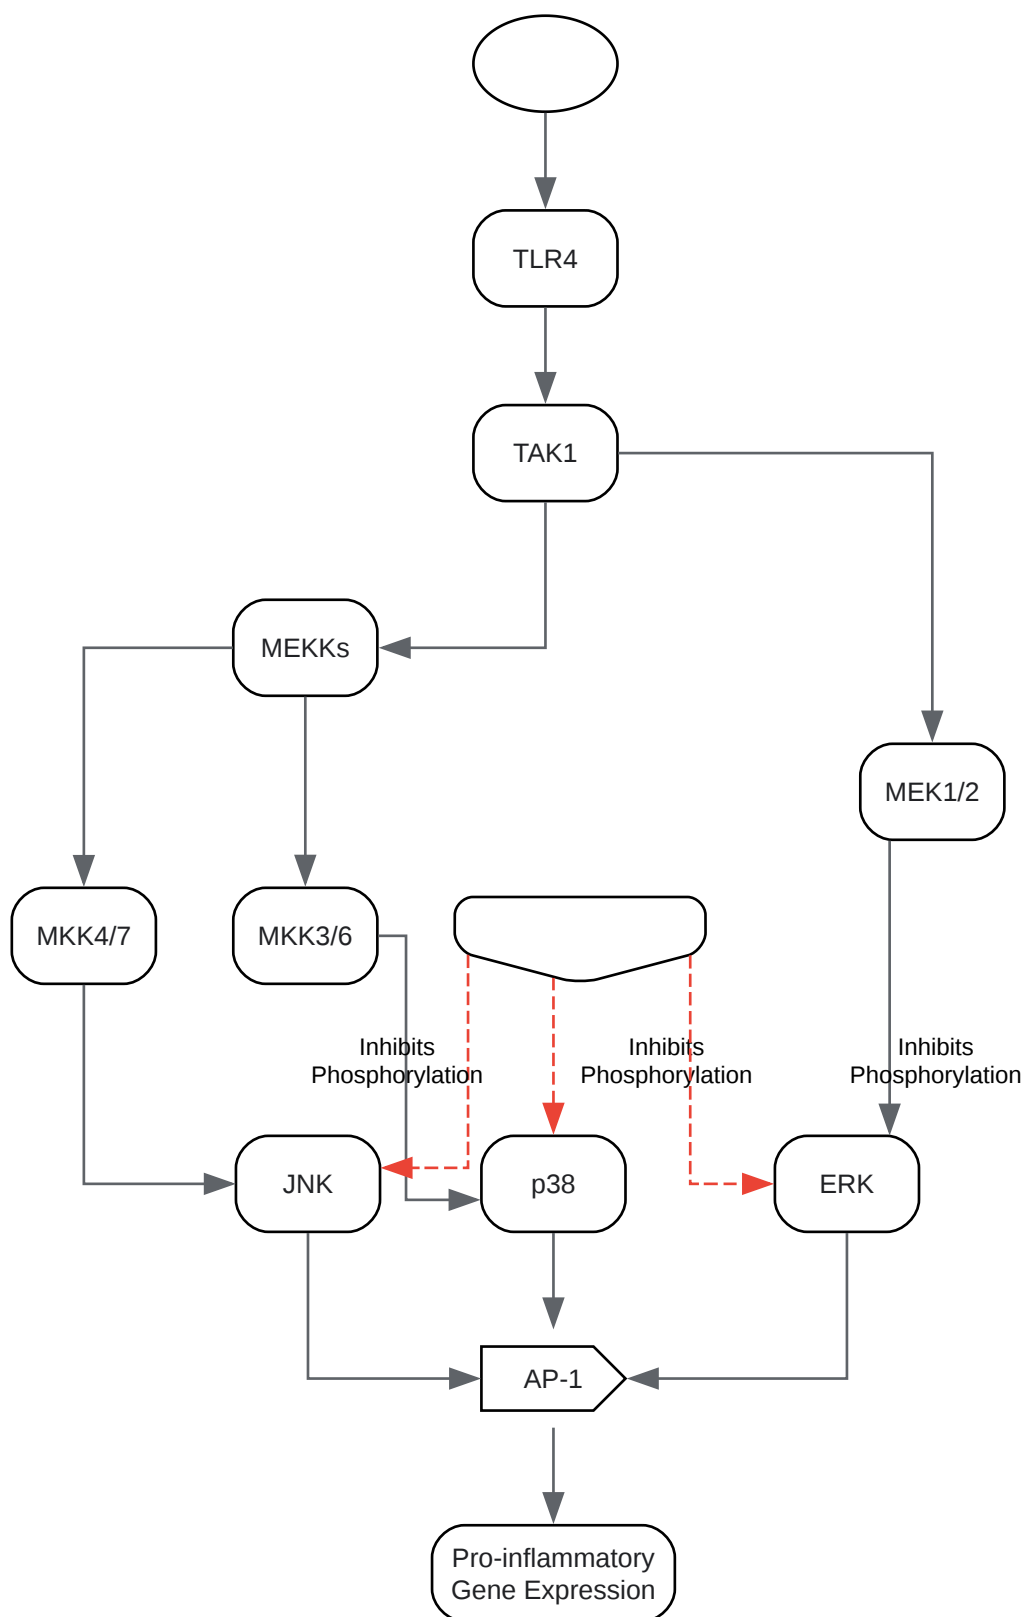 TLR4
TAK1
MEKKs
MEK1/2
MKK4/7
MKK3/6
Inhibits
Phosphorylation
Inhibits
Phosphorylation
Inhibits
Phosphorylation
JNK
p38
ERK
AP-1
Pro-inflammatory
Gene Expression